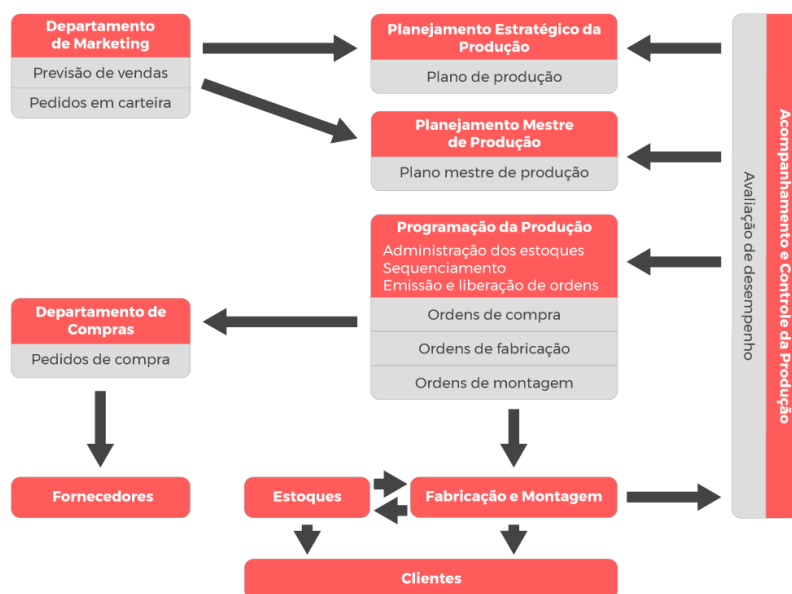 Departamento
de Marketing
Previsão de vendas
Pedidos em carteira
Planejamento Estratégico da
Produção
Plano de produção
Planejamento Mestre
de Produção
Plano mestre de produção
Programação da Produção
Administração dos estoques
Sequenciamento
Emissão e liberação de ordens
Ordens de compra
Ordens de fabricação
Ordens de montagem
Departamento de
Compras
Pedidos de compra
Fornecedores
Estoques
Fabricação e Montagem
Clientes
Avaliação de desempenho
Acompanhamento e Controle da Produção